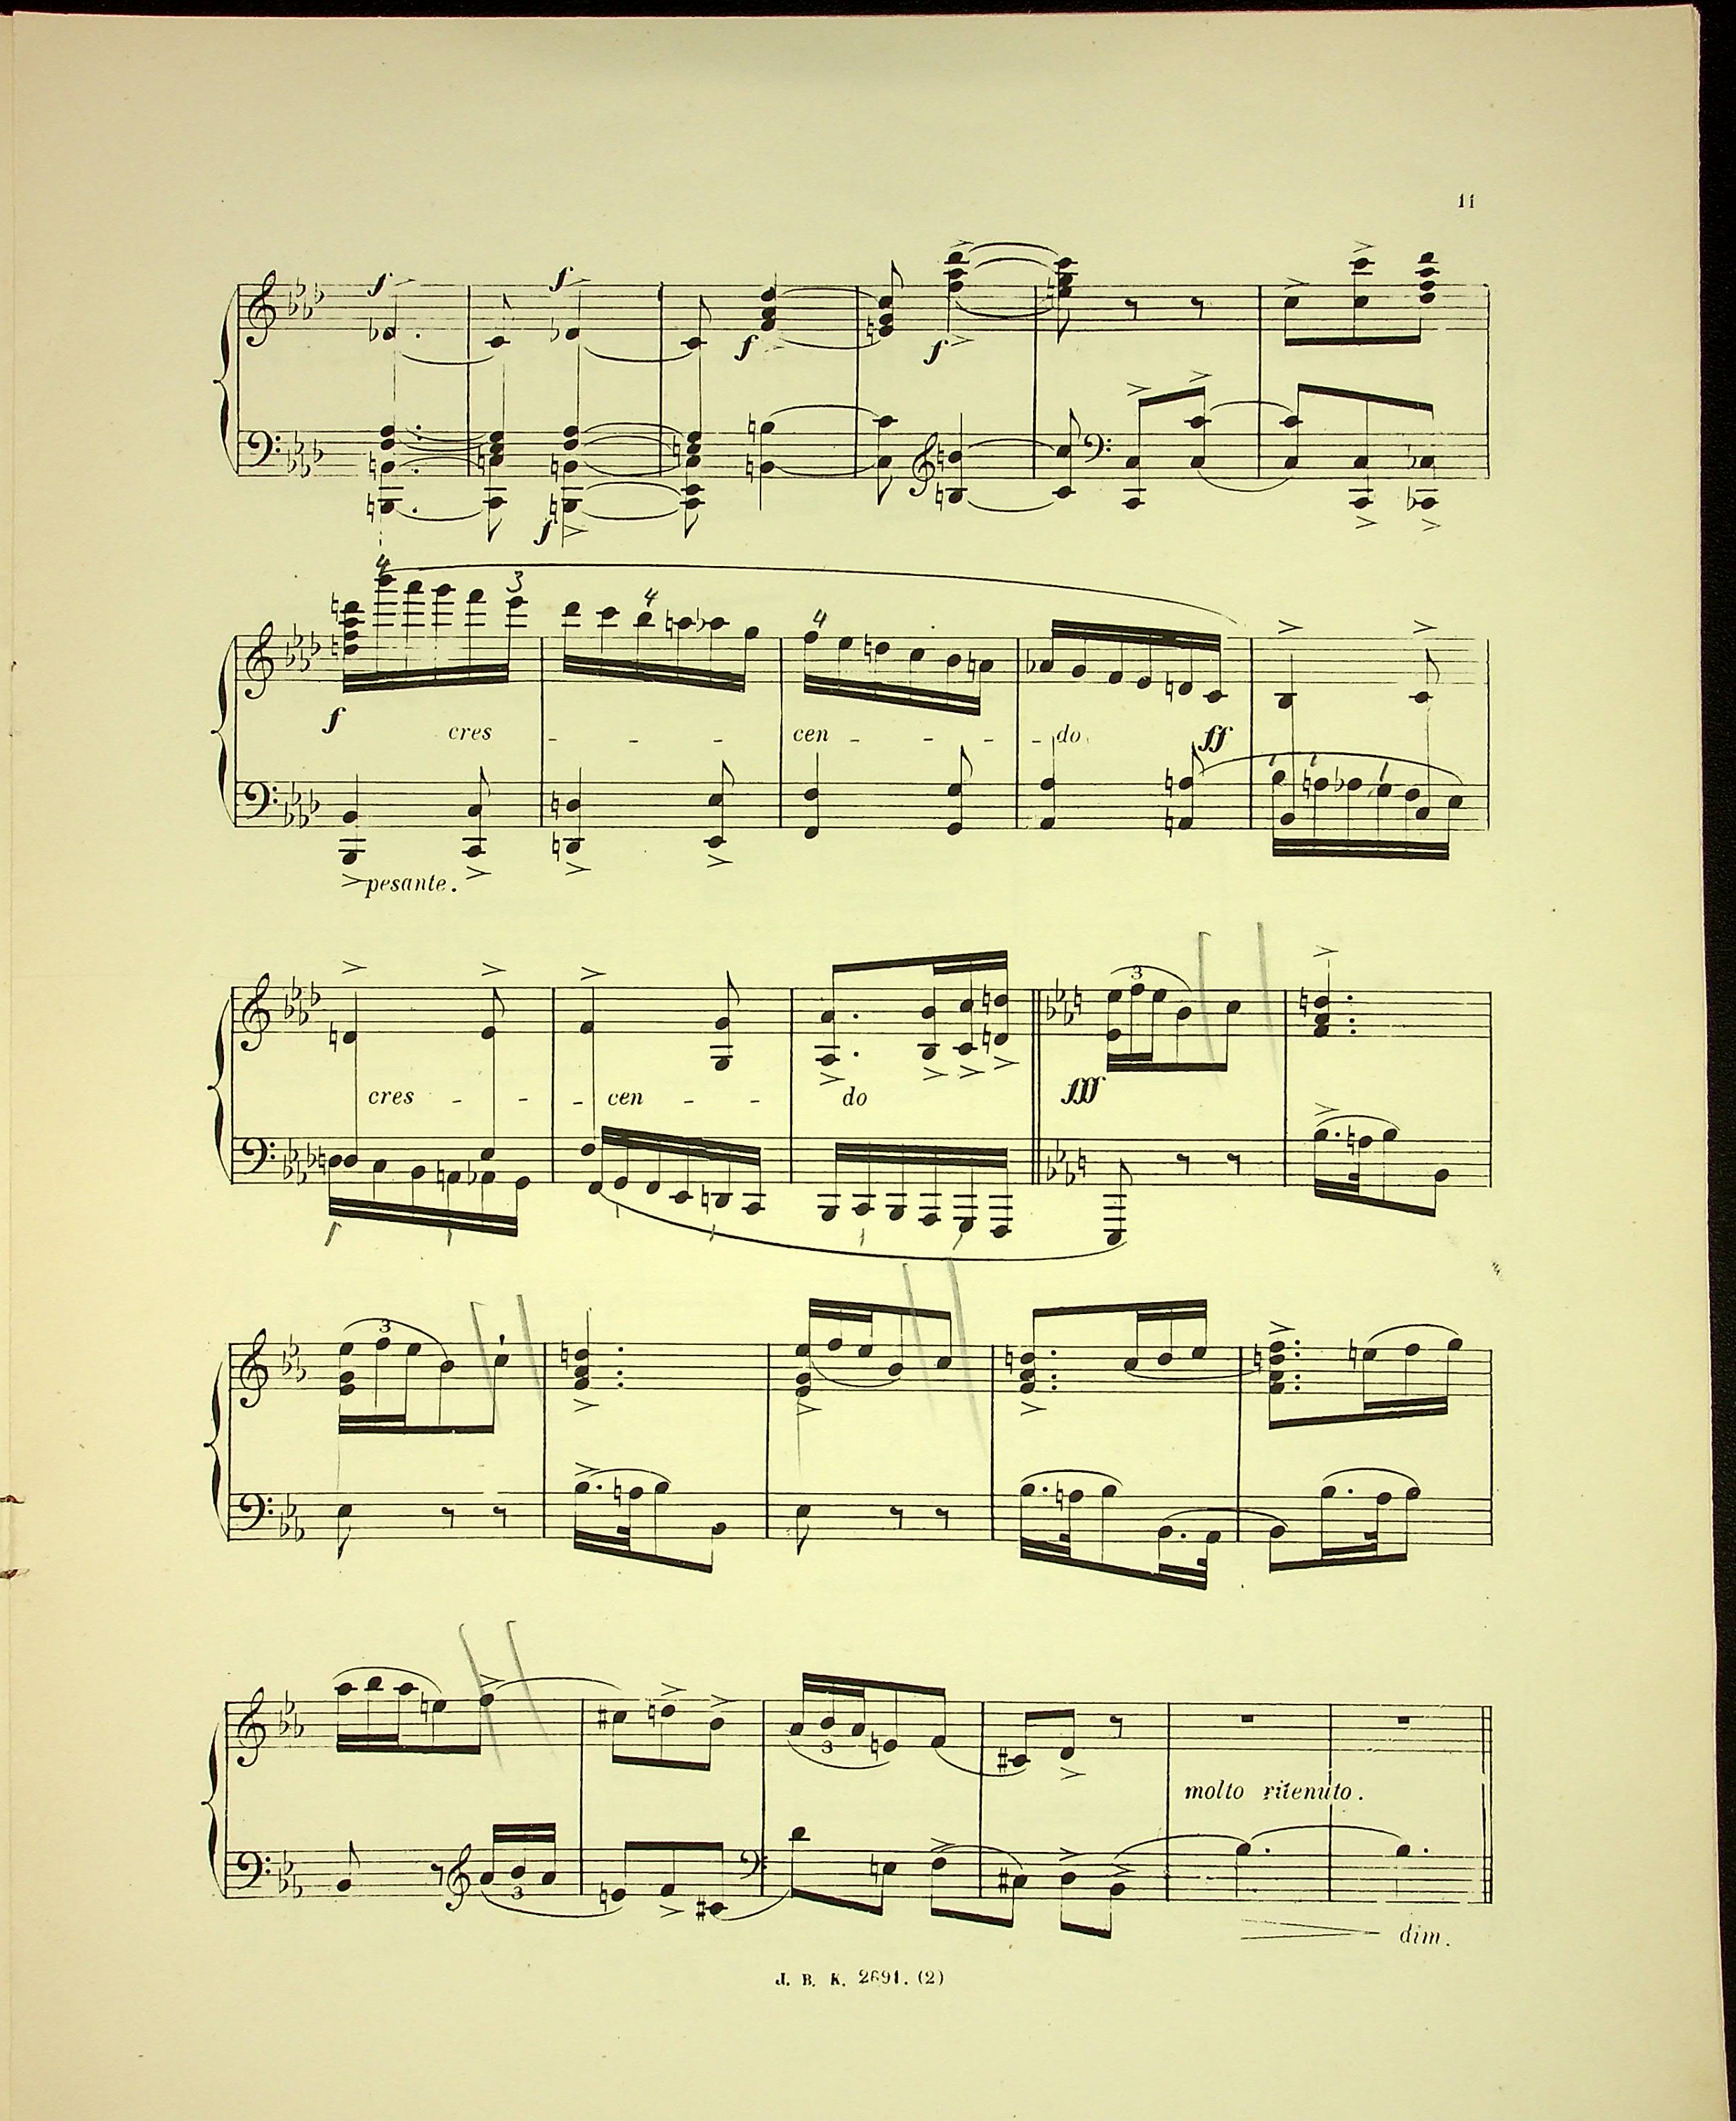 11
f f
f f
f
4 3 4 4
f cres - - - cen - - - do ff
pesante.
cres - - - cen - - do fff
3
3
3
3
molto ritenuto.
3
dim.
J. B. K. 2691. (2)